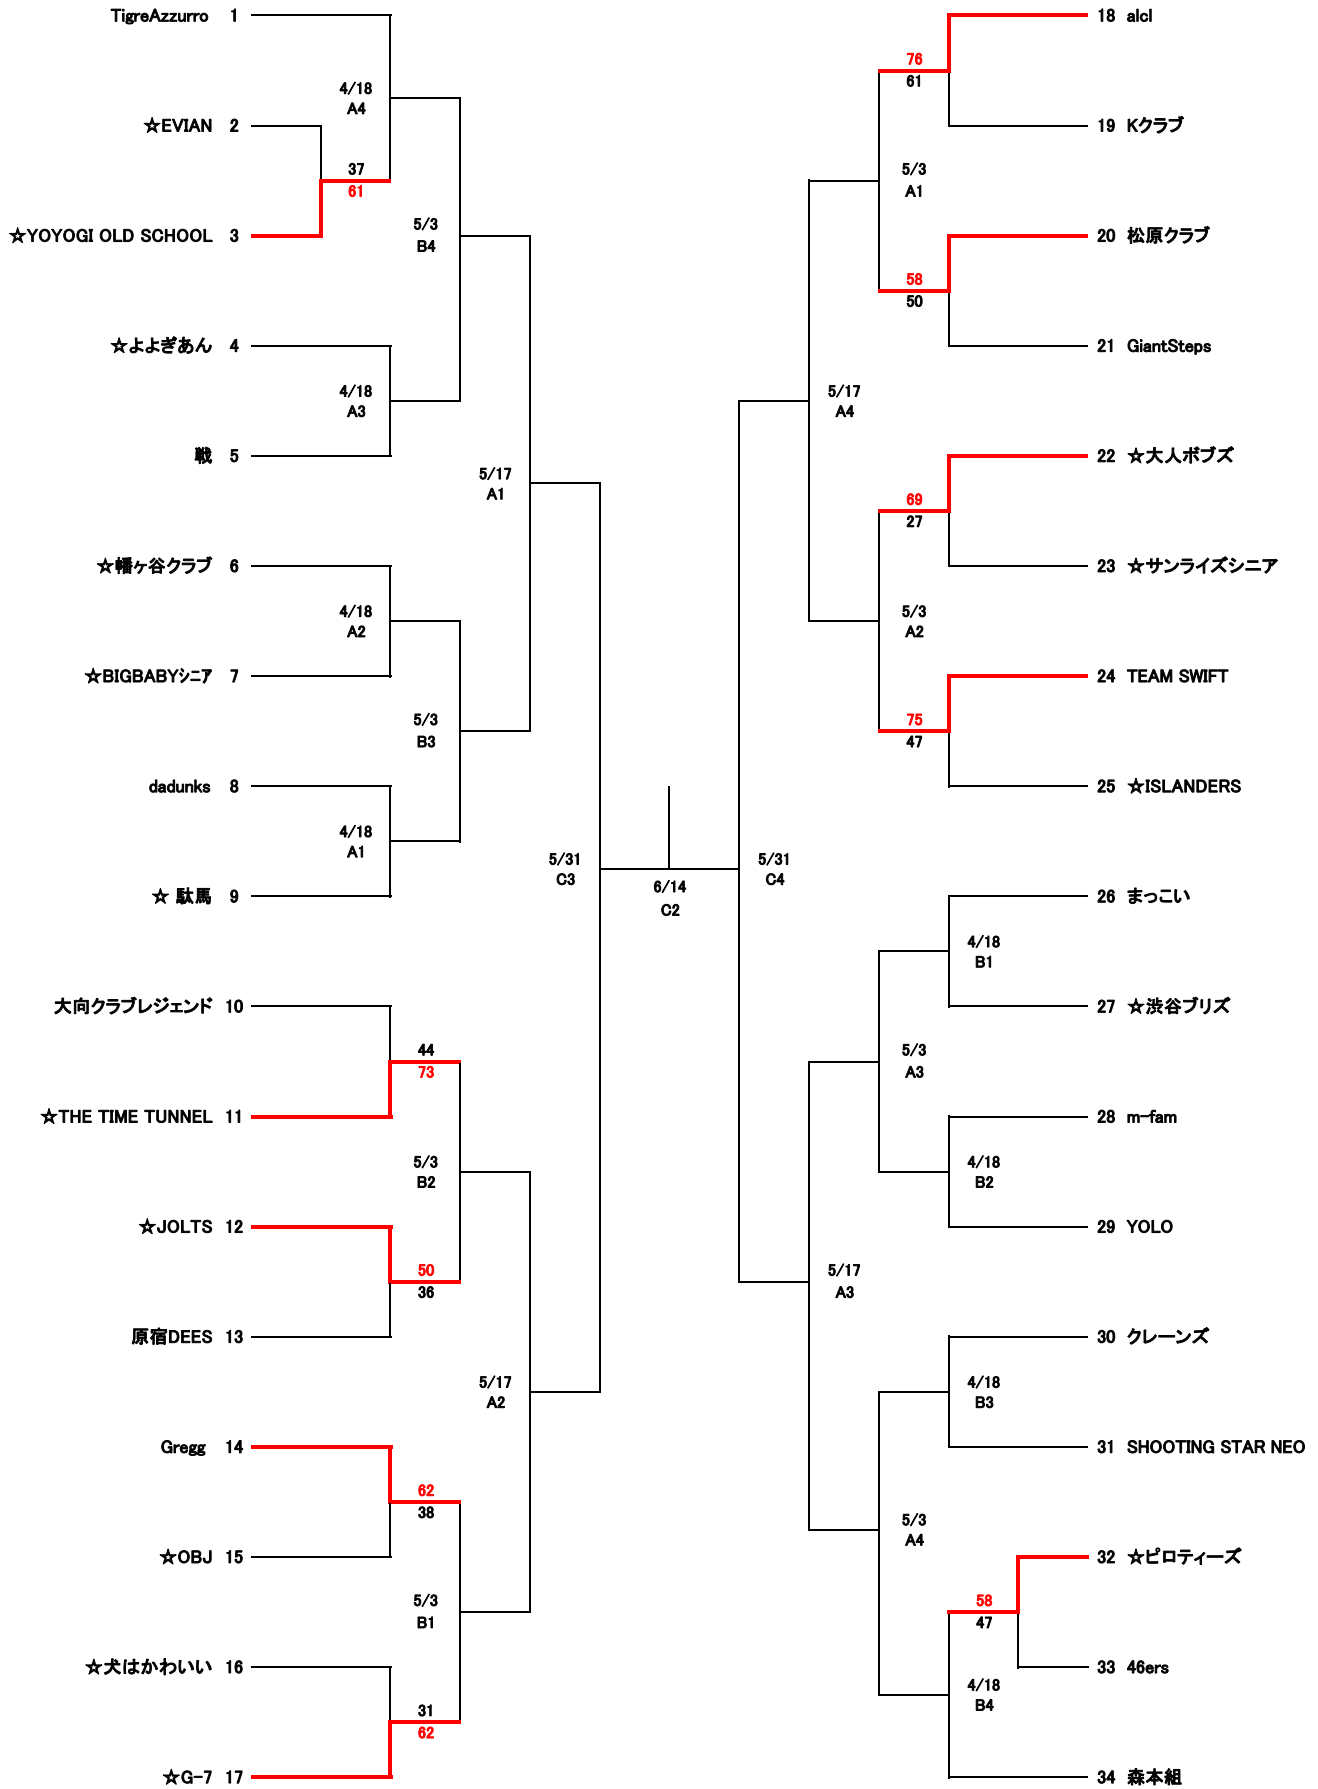 TigreAzzurro 1
4/18
A4
☆EVIAN 2
37
61
☆YOYOGI OLD SCHOOL 3
5/3
B4
☆よよぎあん 4
4/18
A3
戦 5
5/17
A1
☆幡ヶ谷クラブ 6
4/18
A2
☆BIGBABYシニア 7
5/3
B3
dadunks 8
4/18
A1
☆ 駄馬 9
5/31
C3
大向クラブレジェンド 10
44
73
☆THE TIME TUNNEL 11
5/3
B2
☆JOLTS 12
50
36
原宿DEES 13
5/17
A2
Gregg 14
62
38
☆OBJ 15
5/3
B1
☆犬はかわいい 16
31
62
☆G-7 17
6/14
C2
18 alcl
76
61
19 Kクラブ
5/3
A1
20 松原クラブ
58
50
21 GiantSteps
5/17
A4
22 ☆大人ボブズ
69
27
23 ☆サンライズシニア
5/3
A2
24 TEAM SWIFT
75
47
25 ☆ISLANDERS
5/31
C4
26 まっこい
4/18
B1
27 ☆渋谷ブリズ
5/3
A3
28 m-fam
4/18
B2
29 YOLO
5/17
A3
30 クレーンズ
4/18
B3
31 SHOOTING STAR NEO
5/3
A4
32 ☆ピロティーズ
58
47
33 46ers
4/18
B4
34 森本組